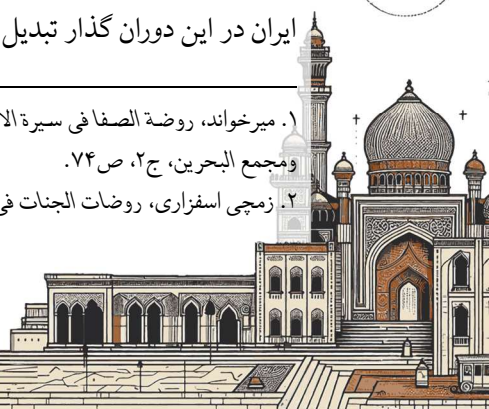 ایران در این دوران گذار تبدیل
۱. میرخواند، روضة الصفا فی سیرة الا
ومجمع البحرین، ج۲، ص۷۴.
۲. زمچی اسفزاری، روضات الجنات فی